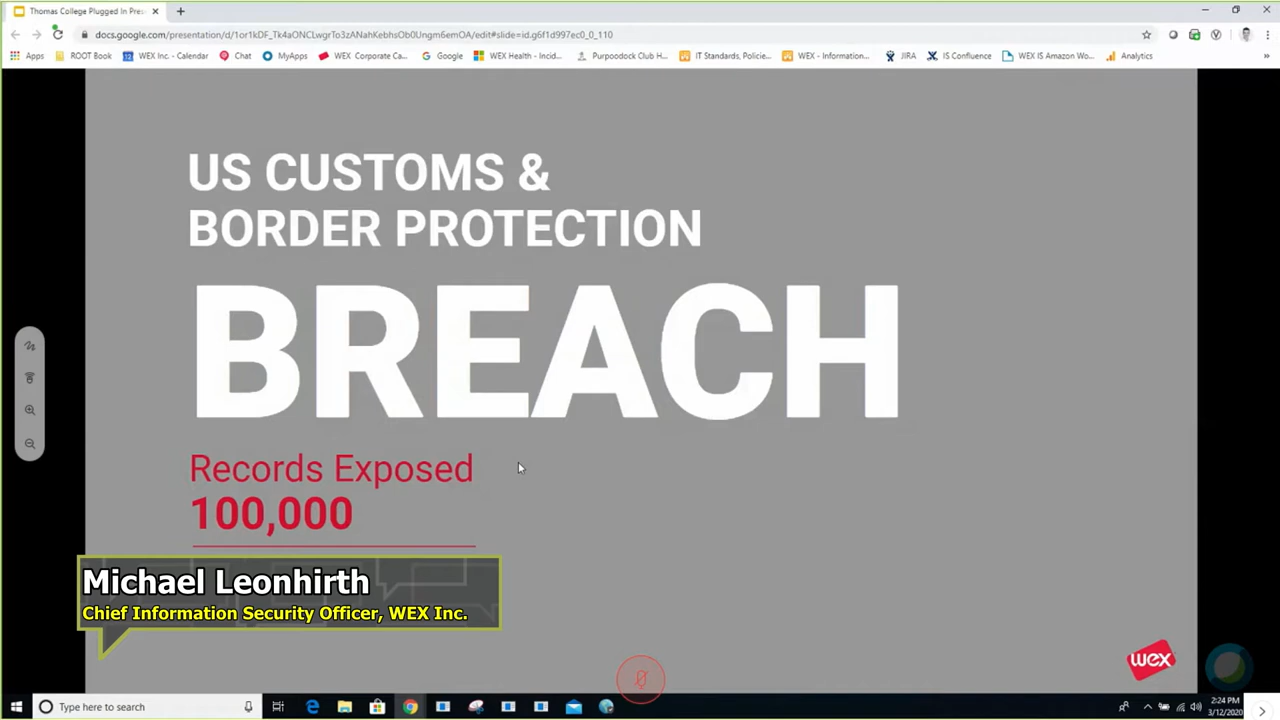 Thomas College Plugged In Pres
docs.google.com/presentation/d/1or1kDF_Tk4aONCLwgrTo3zANahKebhsOb0Ungm6emOA/edit#slide=id.g6f1d997ec0_0_110
Apps
ROOT Book
WEX Inc. - Calendar
Chat
MyApps
WEX Corporate Ca...
Google
WEX Health - Incid...
Purpoodock Club H...
IT Standards, Policie...
WEX - Information...
JIRA
IS Confluence
WEX IS Amazon Wo...
Analytics
US CUSTOMS &
BORDER PROTECTION
BREACH
Records Exposed
100,000
Michael Leonhirth
Chief Information Security Officer, WEX Inc.
wex
Type here to search
2:24 PM
3/12/2020